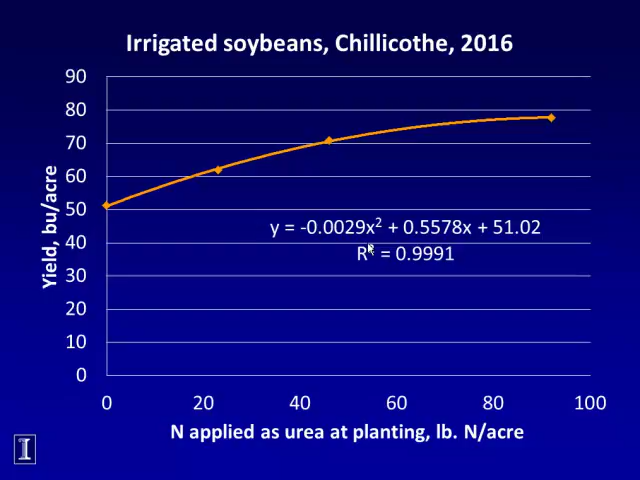 Irrigated soybeans, Chillicothe, 2016
90
80
70
60
50
40
30
20
10
0
Yield, bu/acre
y = -0.0029x² + 0.5578x + 51.02
R² = 0.9991
0 20 40 60 80 100
N applied as urea at planting, lb. N/acre
I